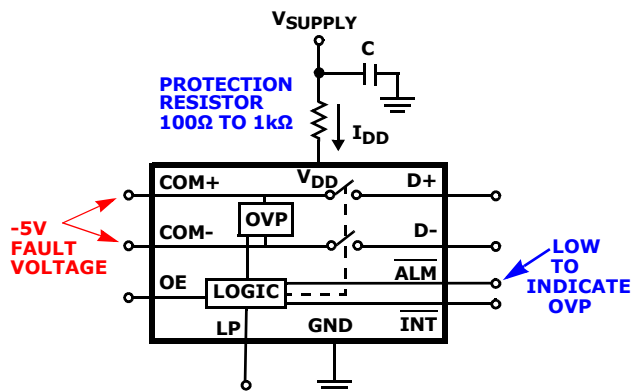 VSUPPLY
C
PROTECTION
RESISTOR
100Ω TO 1kΩ
IDD
COM+
VDD
D+
OVP
-5V
FAULT
VOLTAGE
COM-
D-
LOW
TO
INDICATE
OVP
OE
LOGIC
ALM
LP
GND
INT